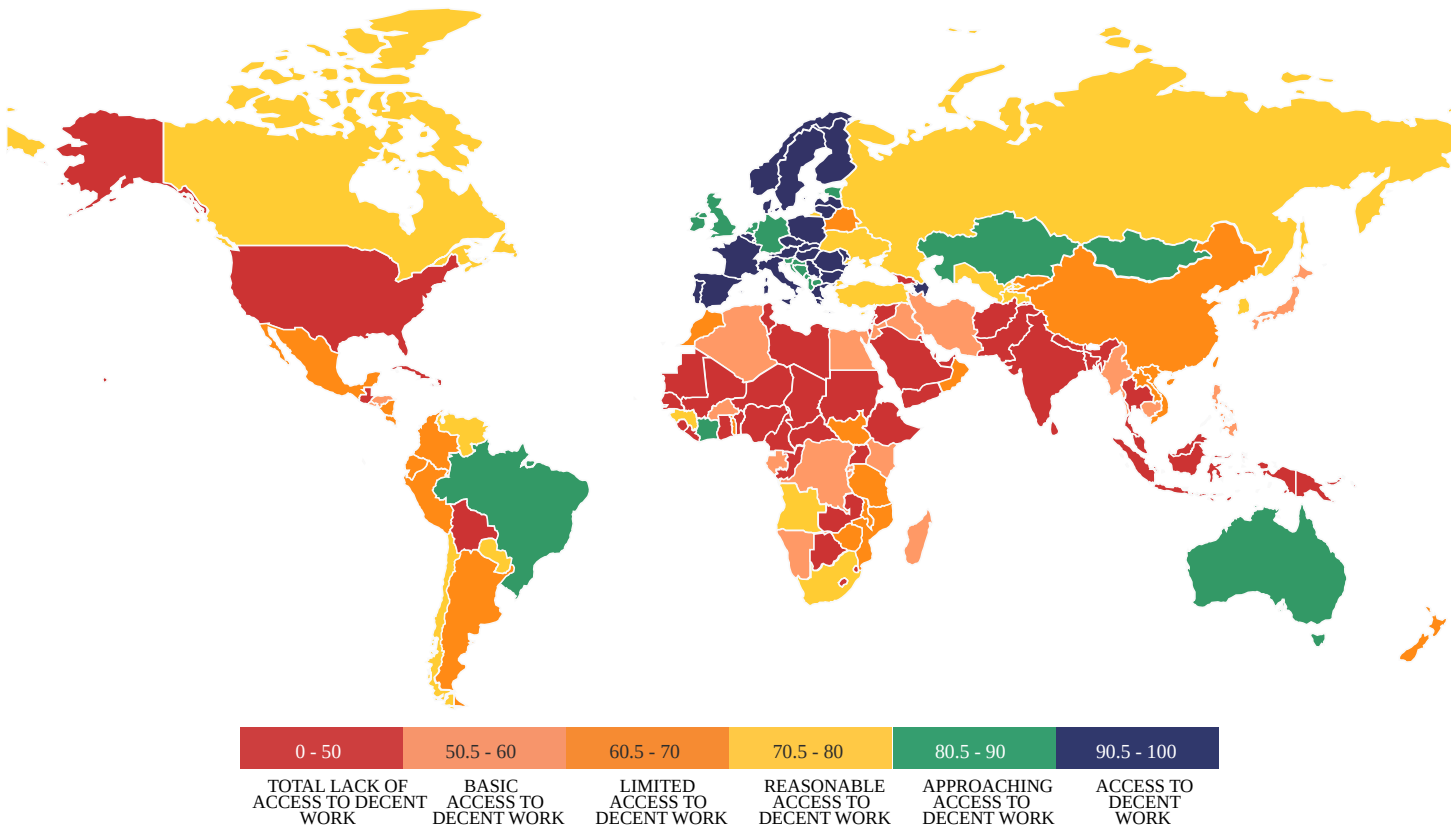 0 - 50
50.5 - 60
60.5 - 70
70.5 - 80
80.5 - 90
90.5 - 100
TOTAL LACK OF
ACCESS TO DECENT
WORK
BASIC
ACCESS TO
DECENT WORK
LIMITED
ACCESS TO
DECENT WORK
REASONABLE
ACCESS TO
DECENT WORK
APPROACHING
ACCESS TO
DECENT WORK
ACCESS TO
DECENT
WORK